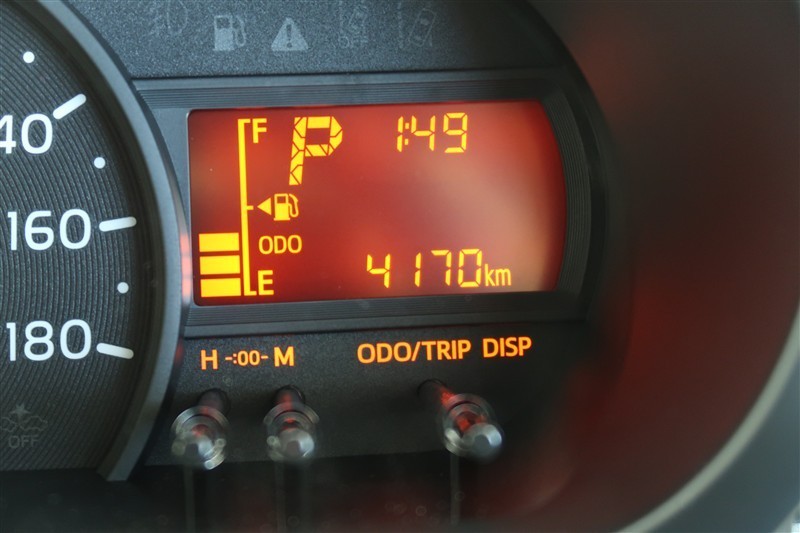 OFF
F
P
1:49
40
160
ODO
E
4170km
180
H -:00- M
ODO/TRIP DISP
OFF